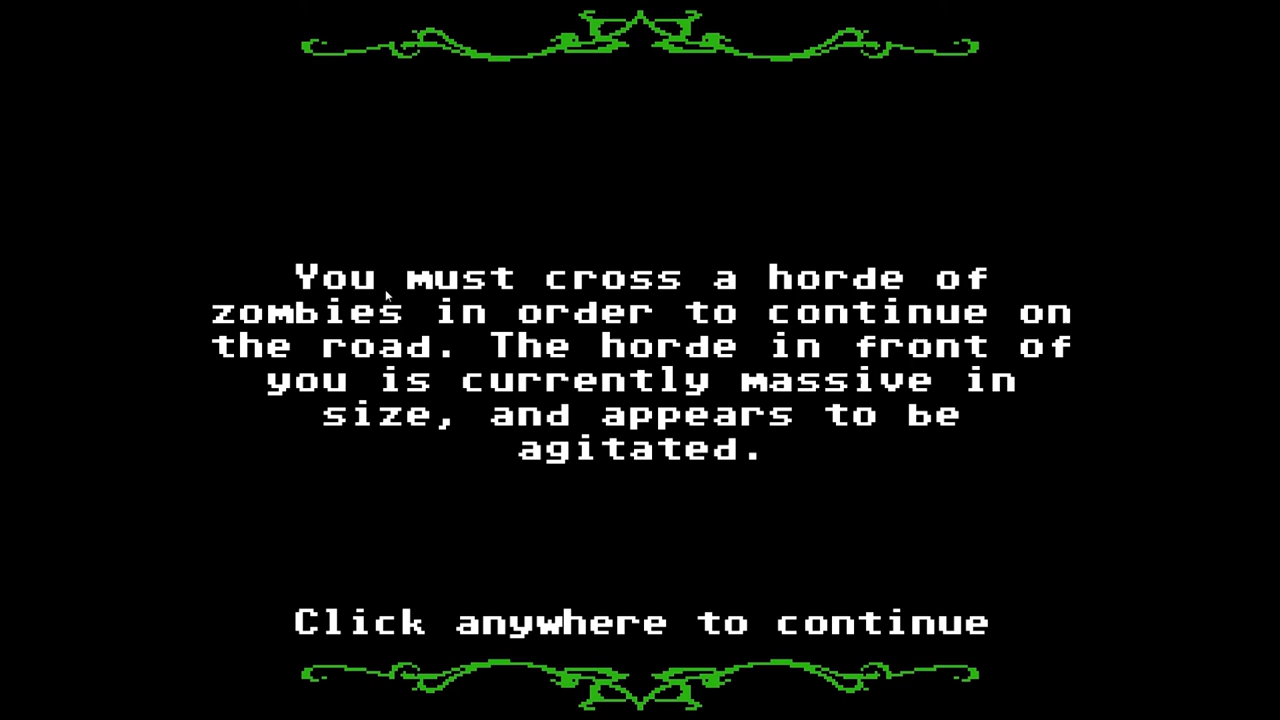 You must cross a horde of
zombies in order to continue on
the road. The horde in front of
you is currently massive in
size, and appears to be
agitated.
Click anywhere to continue